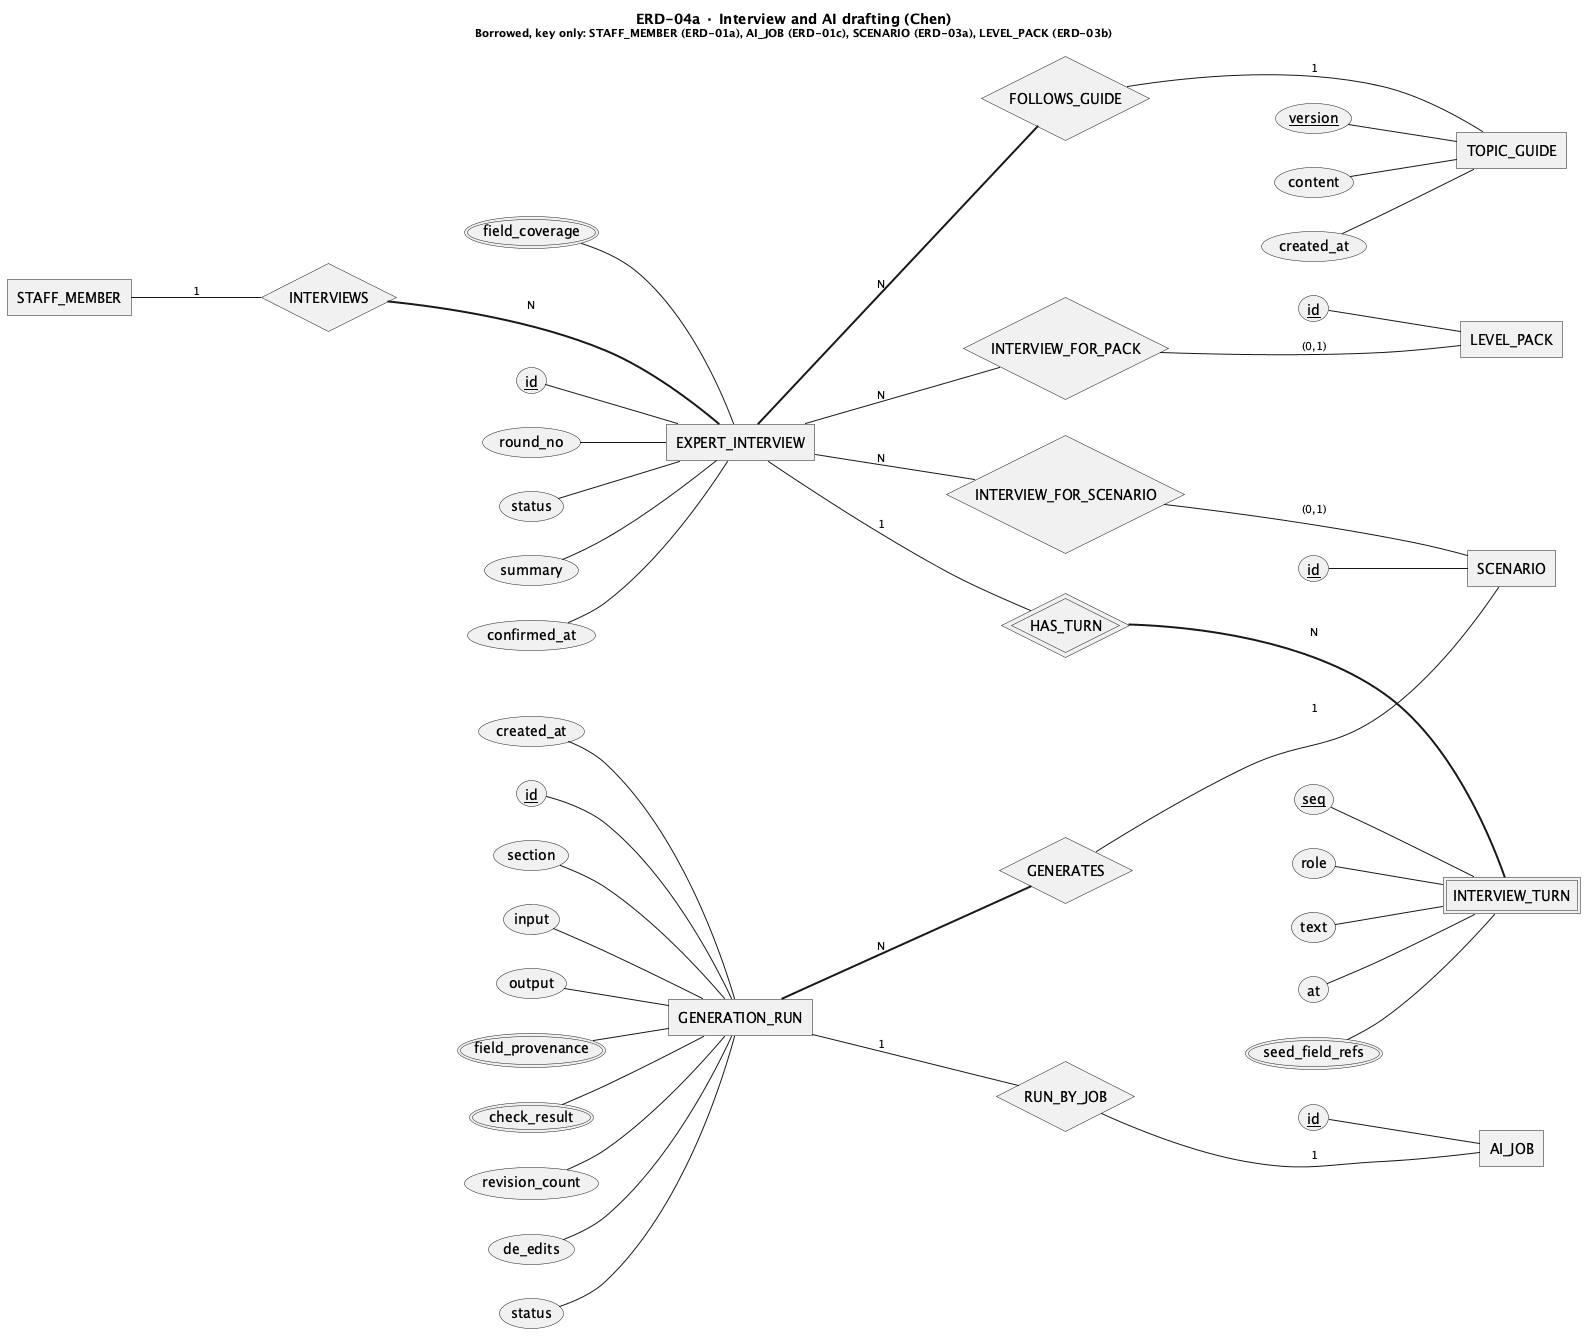 ERD-04a · Interview and AI drafting (Chen)
Borrowed, key only: STAFF_MEMBER (ERD-01a), AI_JOB (ERD-01c), SCENARIO (ERD-03a), LEVEL_PACK (ERD-03b)
FOLLOWS_GUIDE
1
version
TOPIC_GUIDE
content
created_at
field_coverage
STAFF_MEMBER
1
INTERVIEWS
N
N
id
LEVEL_PACK
INTERVIEW_FOR_PACK
(0,1)
id
N
round_no
EXPERT_INTERVIEW
N
status
INTERVIEW_FOR_SCENARIO
(0,1)
1
summary
id
SCENARIO
confirmed_at
HAS_TURN
N
1
created_at
id
seq
section
role
GENERATES
INTERVIEW_TURN
input
N
text
output
at
GENERATION_RUN
field_provenance
1
seed_field_refs
check_result
RUN_BY_JOB
id
AI_JOB
1
revision_count
de_edits
status